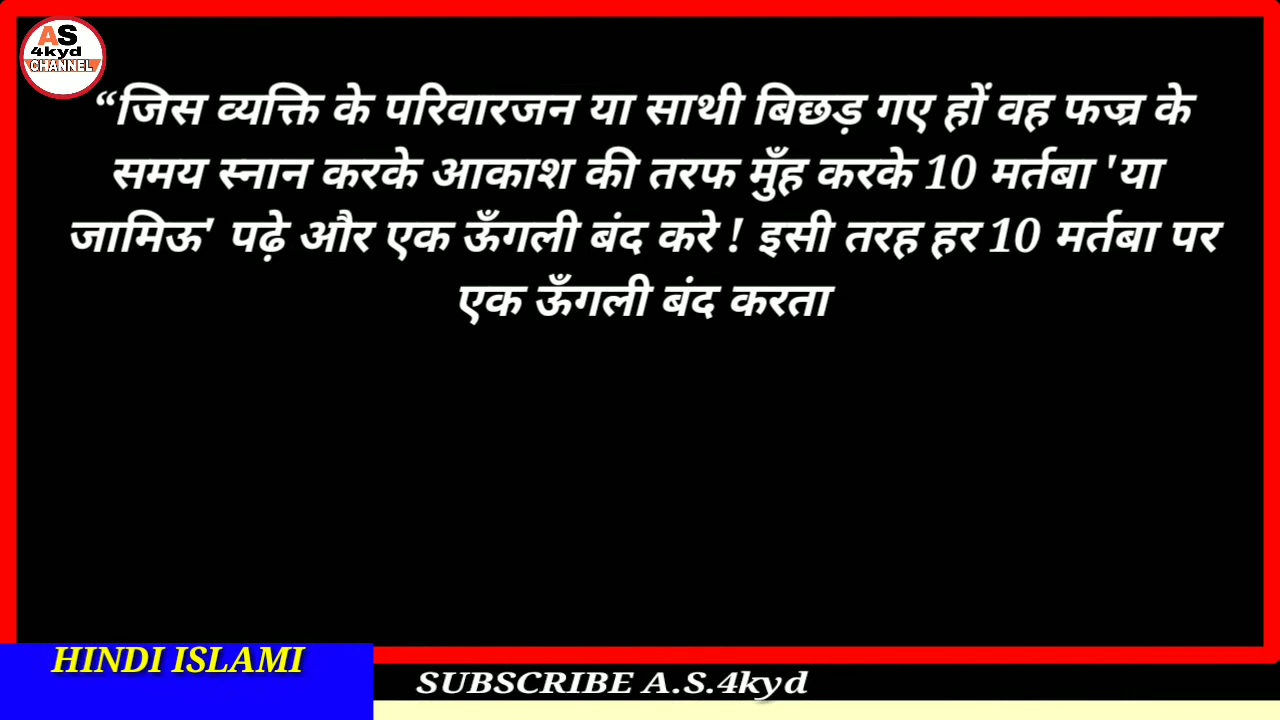 AS
4kyd
CHANNEL
“जिस व्यक्ति के परिवारजन या साथी बिछड़ गए हों वह फज्र के
समय स्नान करके आकाश की तरफ मुँह करके 10 मर्तबा 'या
जामिऊ' पढ़े और एक ऊँगली बंद करे ! इसी तरह हर 10 मर्तबा पर
एक ऊँगली बंद करता
HINDI ISLAMI
SUBSCRIBE A.S.4kyd